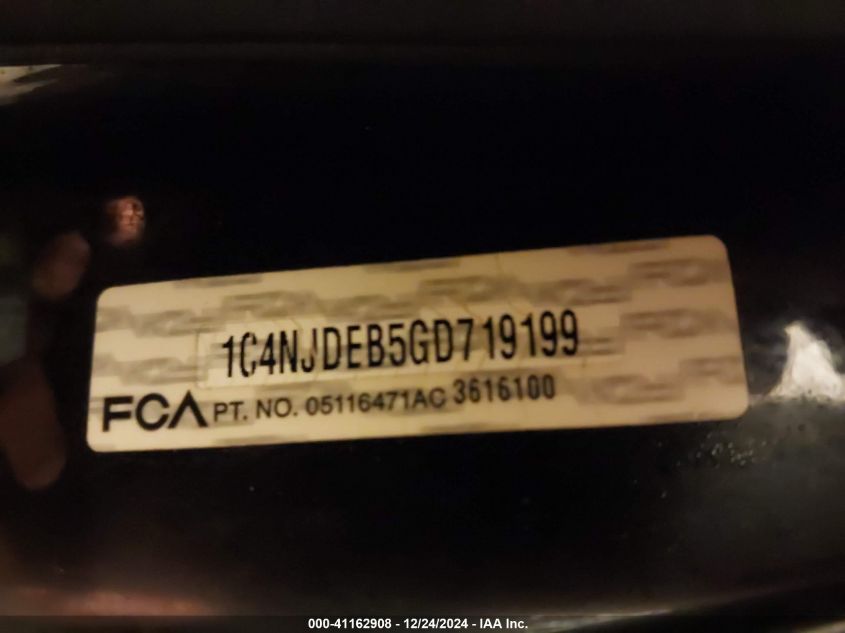 1C4NJDEB5GD719199
FCA PT. NO. 05116471AC 3616100
000-41162908 - 12/24/2024 - IAA Inc.